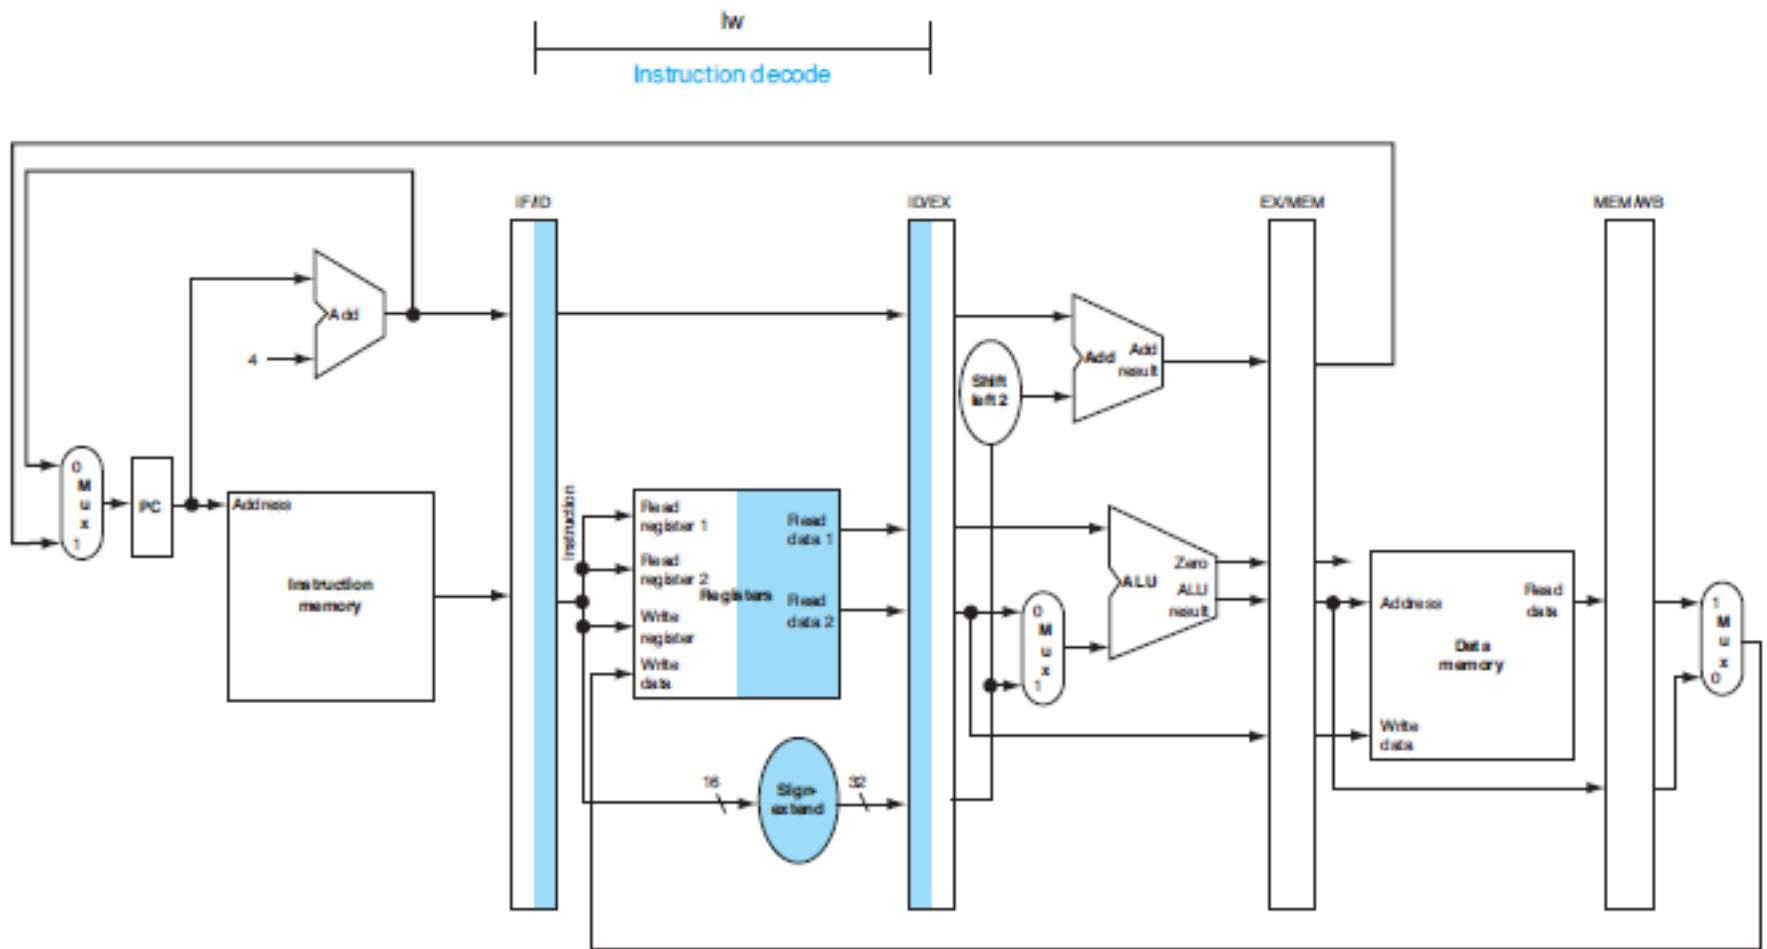 lw
Instruction decode
IF/ID
ID/EX
EX/MEM
MEM/WB
Add
4
Add
Add
result
Shift
left 2
0
M
u
x
1
PC
Address
Instruction
memory
Instruction
Read
register 1
Read
register 2
Registers
Write
register
Write
data
Read
data 1
Read
data 2
16
Sign-
extend
32
0
M
u
x
1
Zero
ALU
ALU
result
Address
Read
data
Data
memory
Write
data
1
M
u
x
0